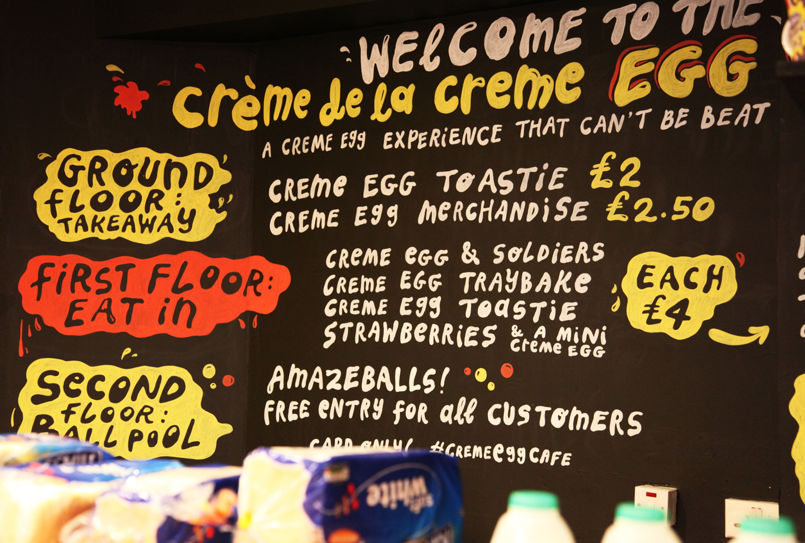 WELCOME TO THE
crème de la creme EGG
A CREME Egg EXPERIENCE THAT CAN'T BE BEAT
GROUND
FLOOR:
TAKEAWAY
CREME EGG TOASTIE £2
CREME Egg MERCHANDISE £2.50
FIRST FLOOR:
EAT in
CREME EGG & SOLDIERS
CREME EGG TRAYBAKE
CREME Egg TOASTIE
STRAWBERRIES & A MINI
CREME EGG
EACH
£4
SECOND
FLOOR:
BALL POOL
AMAZEBALLS!
FREE ENTRY FOR all CUSTOMERS
CARD ONLY! #CREMEEggCAFE
White